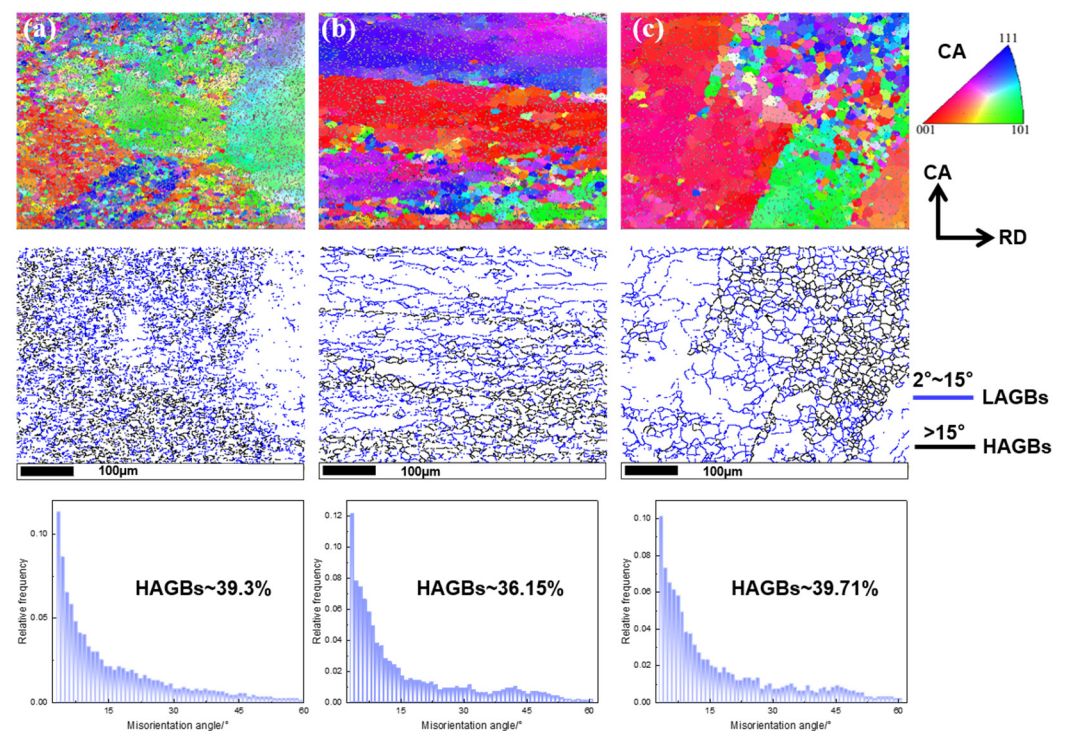 (a)
(b)
(c)
CA
111
001
101
CA
RD
2°~15°
LAGBs
>15°
HAGBs
100μm
100μm
100μm
HAGBs~39.3%
Relative frequency
0.10
0.05
0.00
15
30
45
60
Misorientation angle/°
HAGBs~36.15%
Relative frequency
0.12
0.10
0.08
0.06
0.04
0.02
0.00
15
30
45
60
Misorientation angle/°
HAGBs~39.71%
Relative frequency
0.10
0.08
0.06
0.04
0.02
0.00
15
30
45
60
Misorientation angle/°